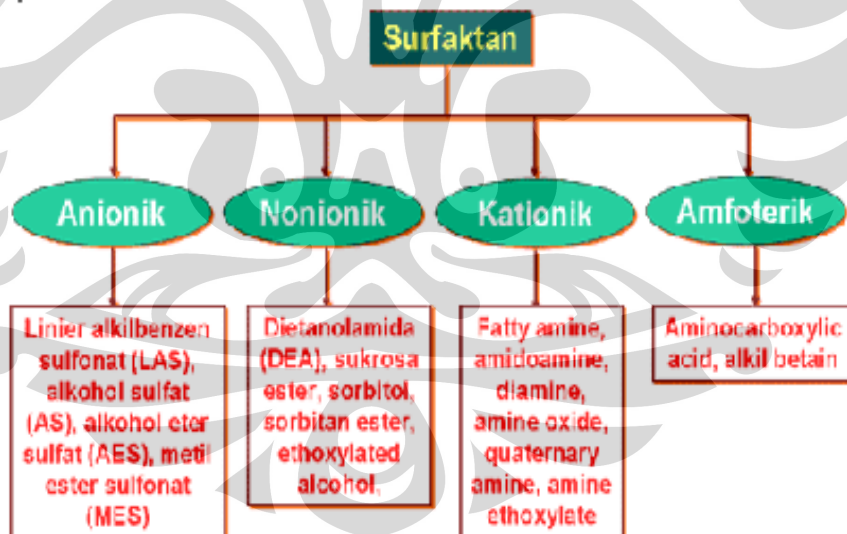 Surfaktan
Anionik
Nonionik
Kationik
Amfoterik
Linier alkilbenzen
sulfonat (LAS),
alkohol sulfat
(AS), alkohol eter
sulfat (AES), metil
ester sulfonat
(MES)
Dietanolamida
(DEA), sukrosa
ester, sorbitol,
sorbitan ester,
ethoxylated
alcohol,
Fatty amine,
amidoamine,
diamine,
amine oxide,
quaternary
amine, amine
ethoxylate
Aminocarboxylic
acid, alkil betain